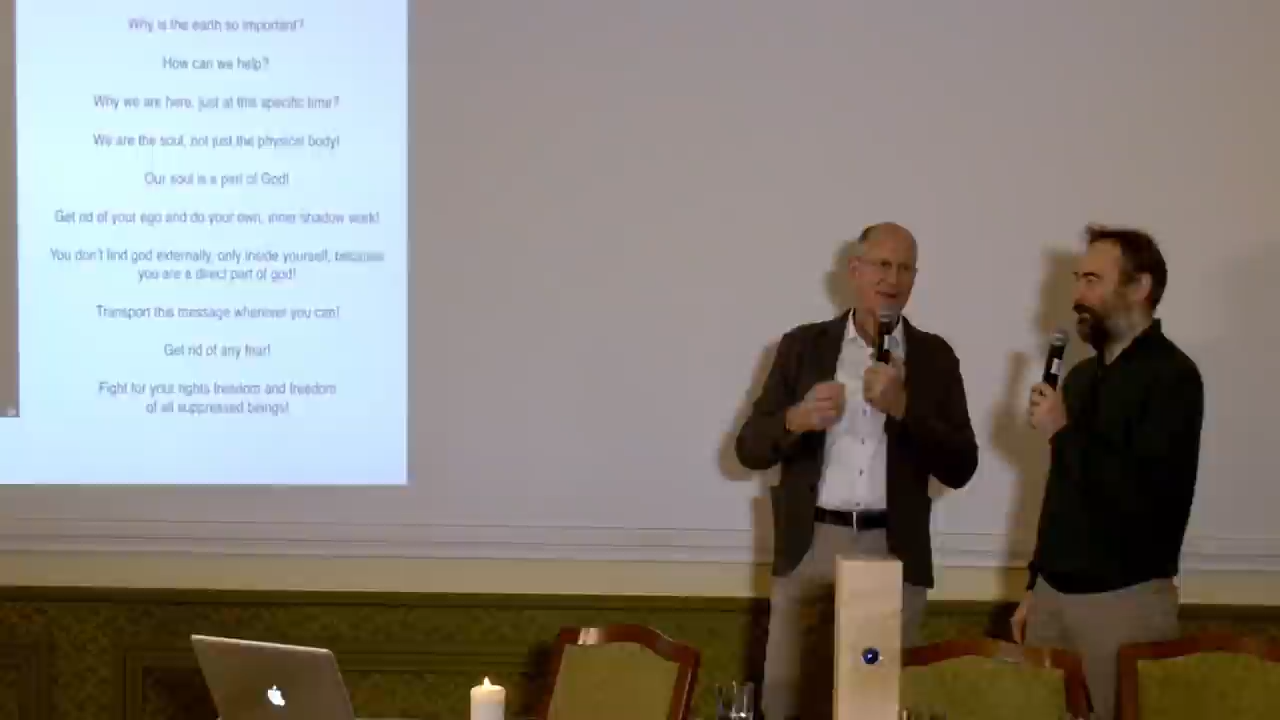 Why is the earth so important?
How can we help?
Why we are here, just at this specific time?
We are the soul, not just the physical body!
Our soul is a part of God!
Get rid of your ego and do your own, inner shadow work!
You don't find god externally, only inside yourself, because
you are a direct part of god!
Transport this message wherever you can!
Get rid of any fear!
Fight for your rights freedom and freedom
of all suppressed beings!